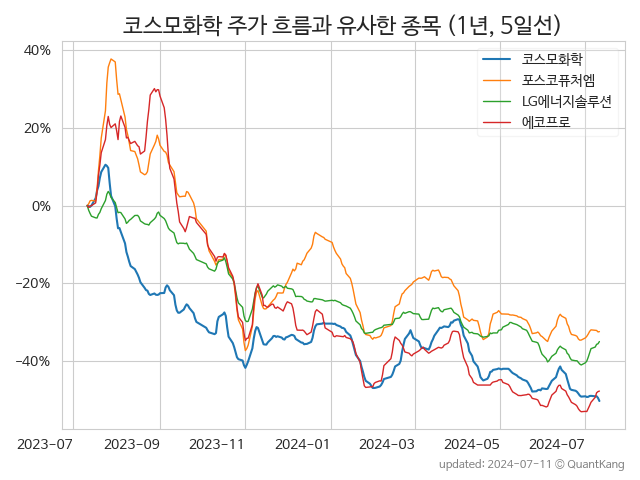 코스모화학 주가 흐름과 유사한 종목 (1년, 5일선)
코스모화학
포스코퓨처엠
LG에너지솔루션
에코프로
40%
20%
0%
−20%
−40%
2023-07 2023-09 2023-11 2024-01 2024-03 2024-05 2024-07
updated: 2024-07-11 © QuantKang